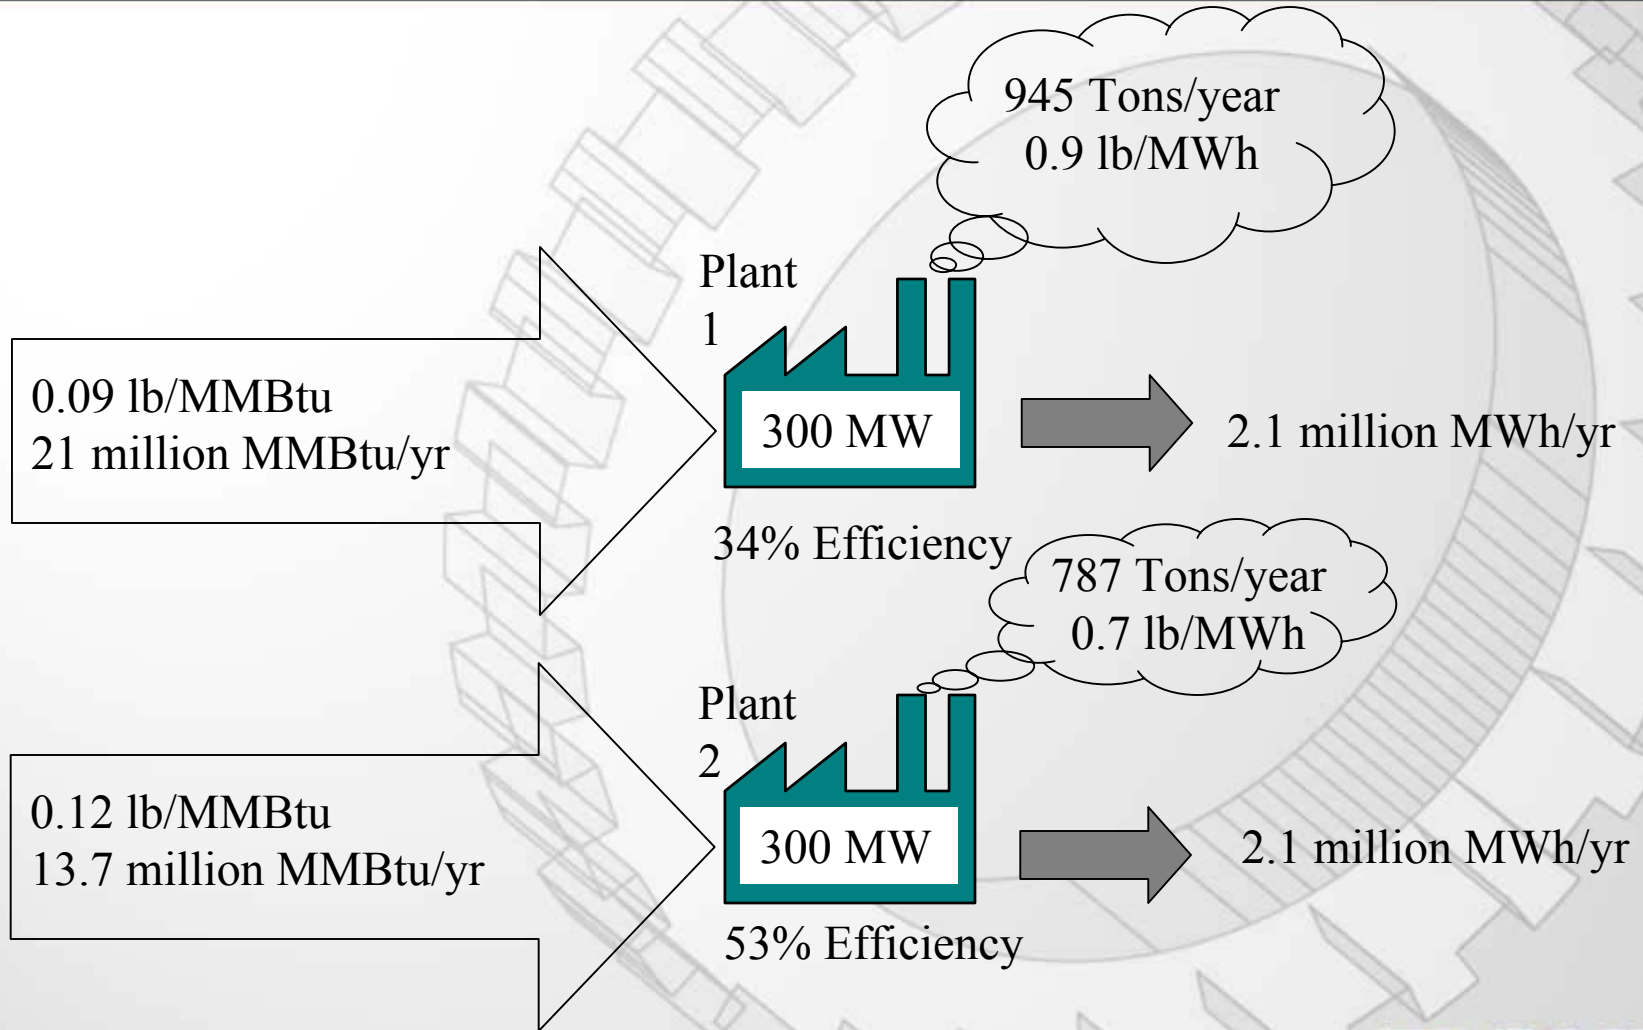 945 Tons/year
0.9 lb/MWh
Plant
1
0.09 lb/MMBtu
21 million MMBtu/yr
300 MW
2.1 million MWh/yr
34% Efficiency
787 Tons/year
0.7 lb/MWh
Plant
2
0.12 lb/MMBtu
13.7 million MMBtu/yr
300 MW
2.1 million MWh/yr
53% Efficiency